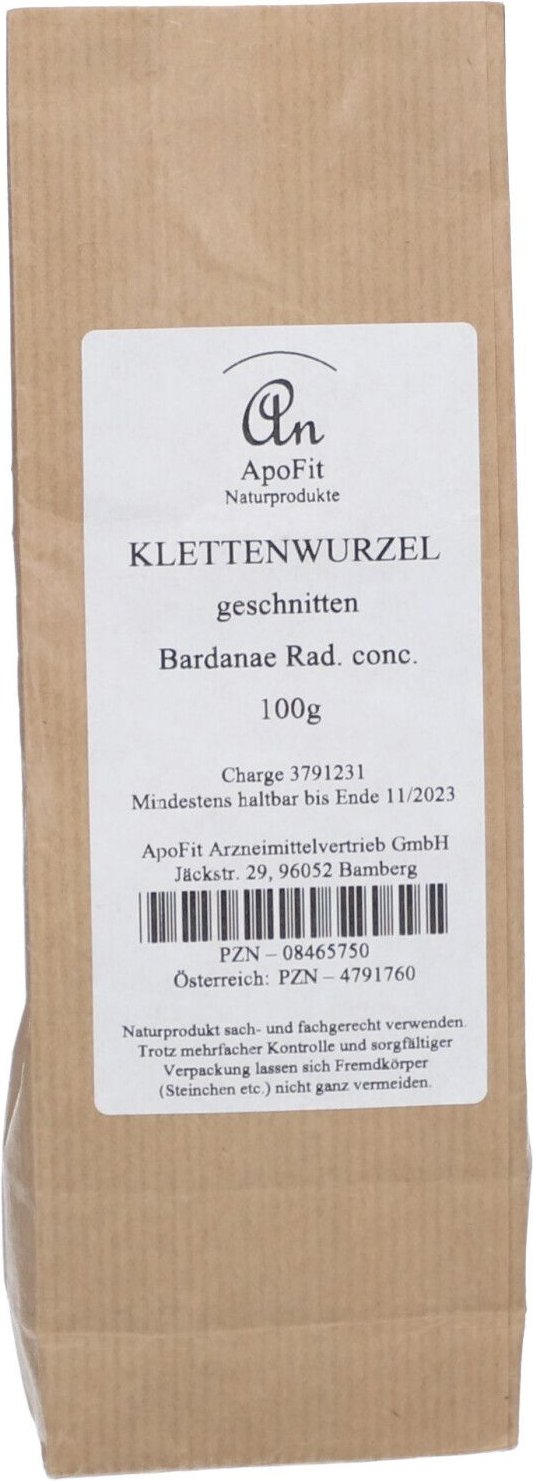 An
ApoFit
Naturprodukte
KLETTENWURZEL
geschnitten
Bardanae Rad. conc.
100g
Charge 3791231
Mindestens haltbar bis Ende 11/2023
ApoFit Arzneimittelvertrieb GmbH
Jäckstr. 29, 96052 Bamberg
PZN – 08465750
Österreich: PZN – 4791760
Naturprodukt sach- und fachgerecht verwenden.
Trotz mehrfacher Kontrolle und sorgfältiger
Verpackung lassen sich Fremdkörper
(Steinchen etc.) nicht ganz vermeiden.